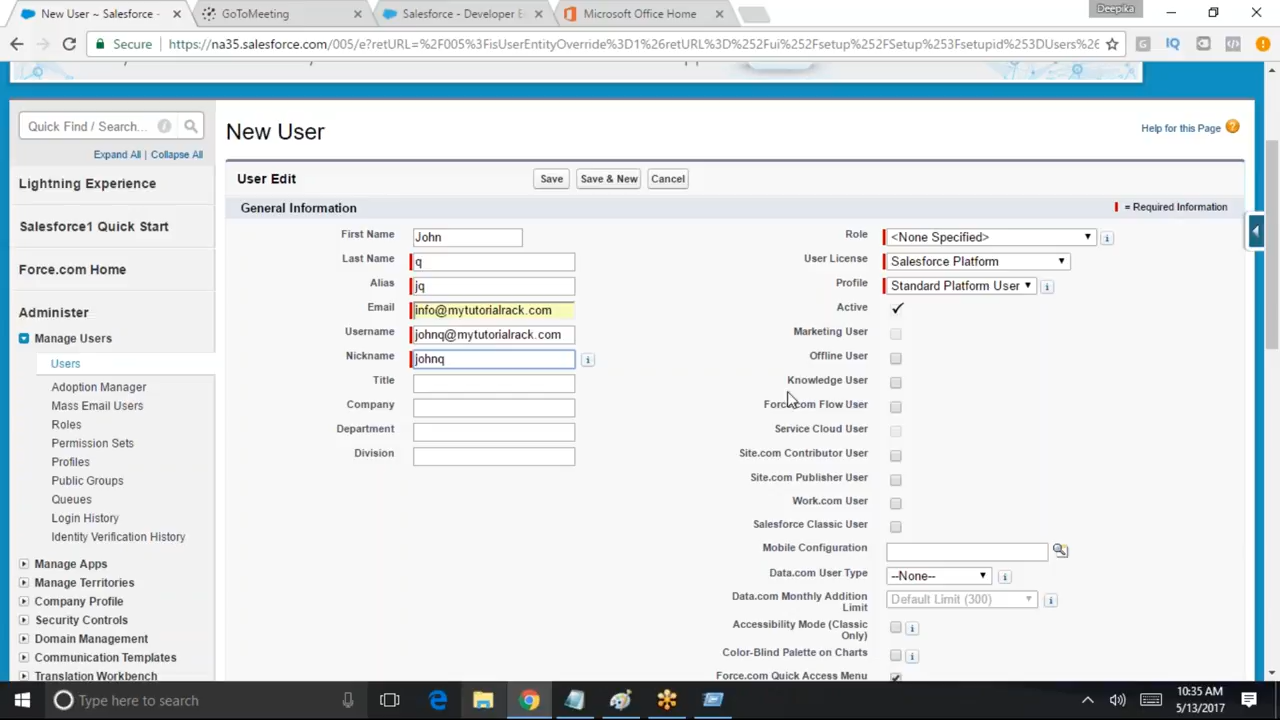 New User ~ Salesforce -
GoToMeeting
Salesforce - Developer E
Microsoft Office Home
Deepika
Secure
https://na35.salesforce.com/005/e?retURL=%2F005%3FisUserEntityOverride%3D1%26retURL%3D%252Fui%252Fsetup%252FSetup%253Fsetupid%253DUsers%26
Quick Find / Search...
Expand All | Collapse All
Lightning Experience
Salesforce1 Quick Start
Force.com Home
Administer
Manage Users
Users
Adoption Manager
Mass Email Users
Roles
Permission Sets
Profiles
Public Groups
Queues
Login History
Identity Verification History
Manage Apps
Manage Territories
Company Profile
Security Controls
Domain Management
Communication Templates
Translation Workbench
New User
Help for this Page
User Edit
Save
Save & New
Cancel
General Information
= Required Information
First Name John
Last Name q
Alias jq
Email info@mytutorialrack.com
Username johnq@mytutorialrack.com
Nickname johnq
Title
Company
Department
Division
Role <None Specified>
User License Salesforce Platform
Profile Standard Platform User
Active
Marketing User
Offline User
Knowledge User
Force.com Flow User
Service Cloud User
Site.com Contributor User
Site.com Publisher User
Work.com User
Salesforce Classic User
Mobile Configuration
Data.com User Type --None--
Data.com Monthly Addition
Limit
Default Limit (300)
Accessibility Mode (Classic
Only)
Color-Blind Palette on Charts
Force.com Quick Access Menu
Type here to search
10:35 AM
5/13/2017